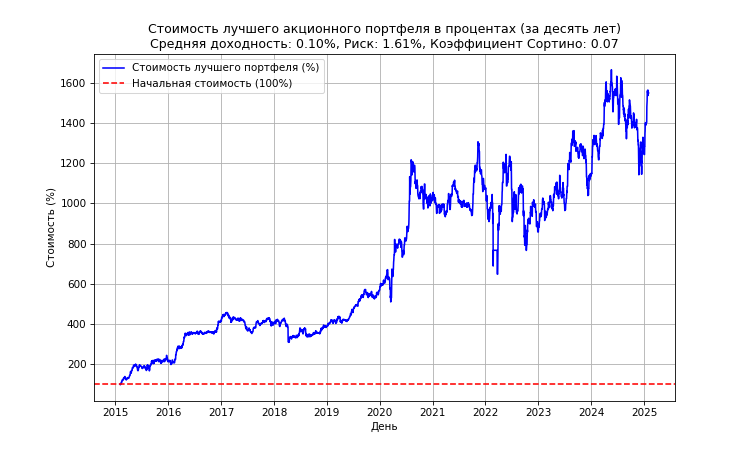 Стоимость лучшего акционного портфеля в процентах (за десять лет)
Средняя доходность: 0.10%, Риск: 1.61%, Коэффициент Сортино: 0.07
Стоимость лучшего портфеля (%)
Начальная стоимость (100%)
Стоимость (%)
1600
1400
1200
1000
800
600
400
200
2015 2016 2017 2018 2019 2020 2021 2022 2023 2024 2025
День